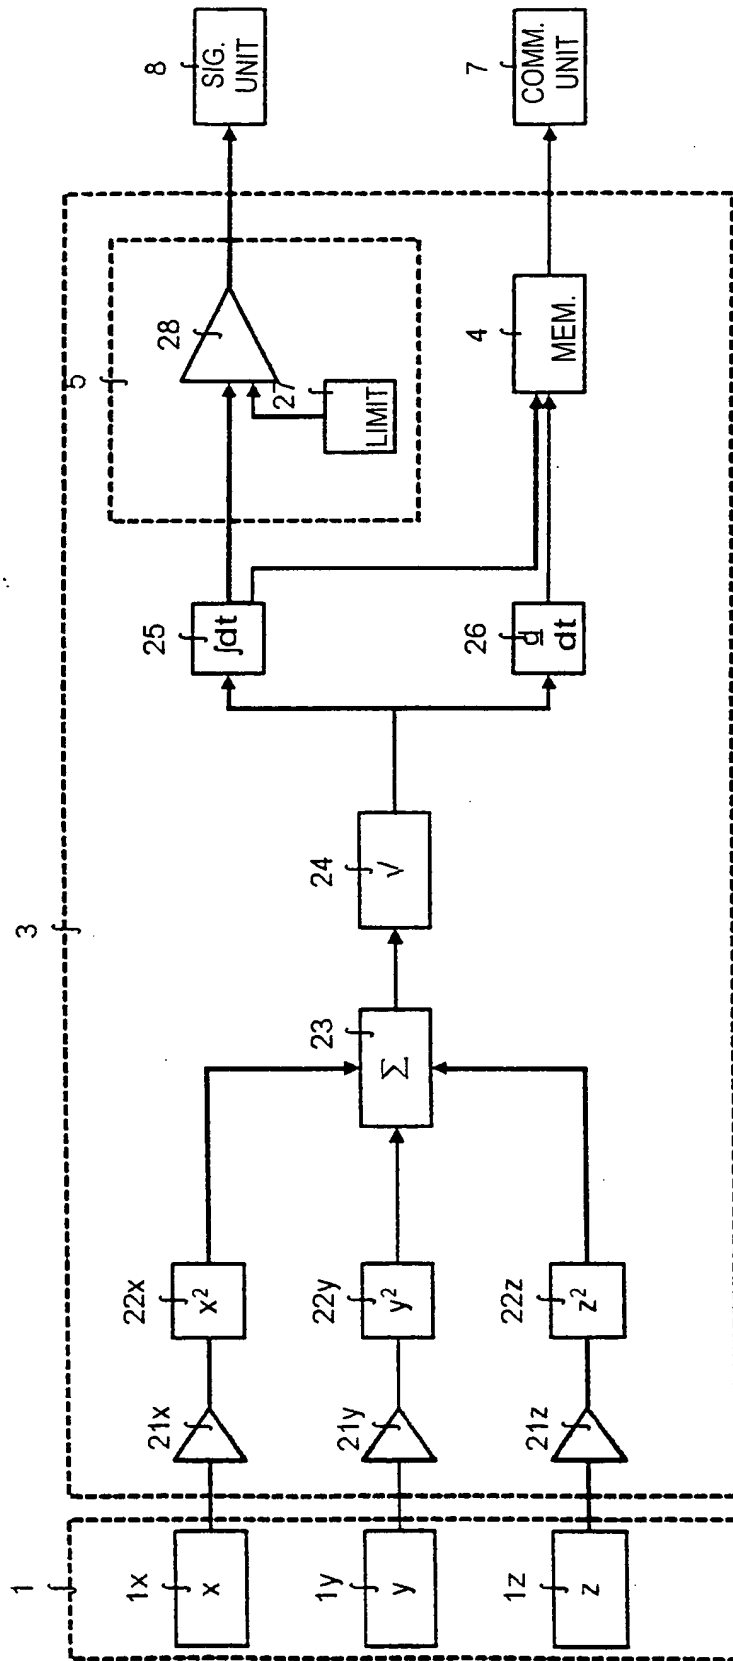 1
1x
x
1y
y
1z
z
3
21x
21y
21z
22x
x²
22y
y²
22z
z²
23
Σ
24
√
25
∫dt
26
d
dt
5
28
27
LIMIT
4
MEM.
8
SIG.
UNIT
7
COMM.
UNIT